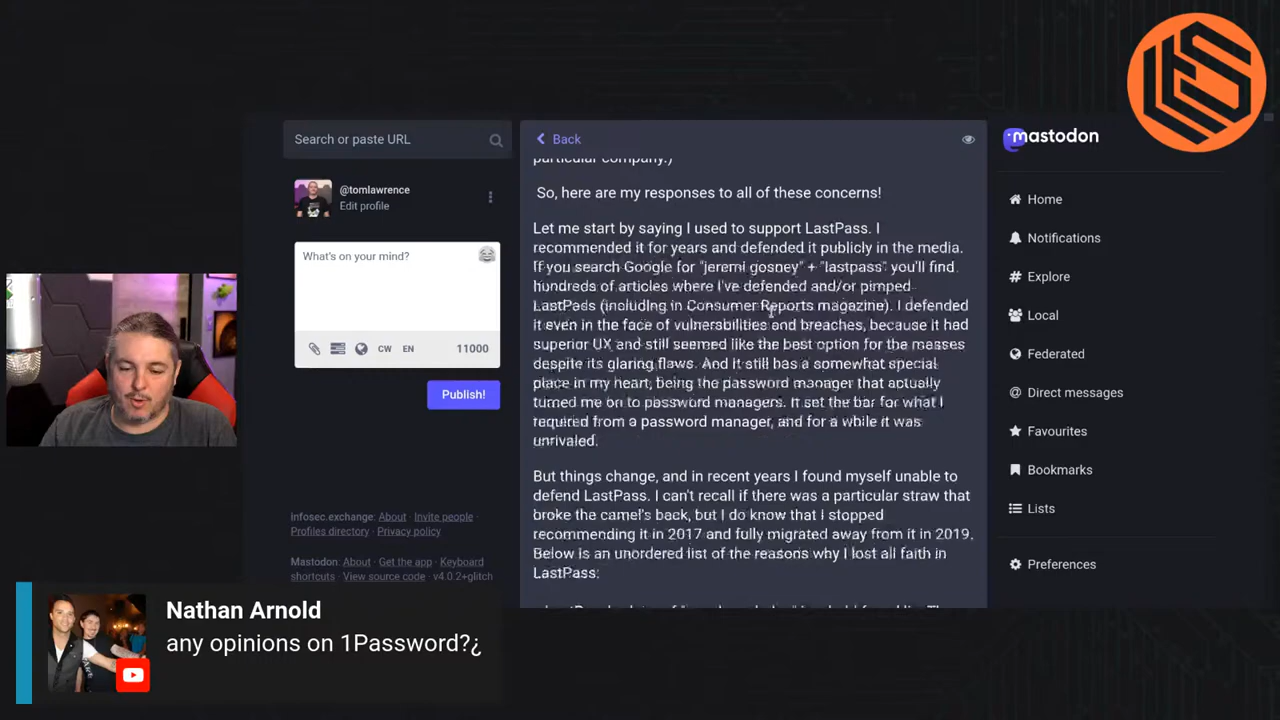 Search or paste URL
@tomlawrence
Edit profile
What's on your mind?
CW
EN
11000
Publish!
infosec.exchange: About · Invite people ·
Profiles directory · Privacy policy
Mastodon: About · Get the app · Keyboard
shortcuts · View source code · v4.0.2+glitch
Back
particular company.)
So, here are my responses to all of these concerns!
Let me start by saying I used to support LastPass. I
recommended it for years and defended it publicly in the media.
If you search Google for "jeremi gosney" + "lastpass" you'll find
hundreds of articles where I've defended and/or pimped
LastPass (including in Consumer Reports magazine). I defended
it even in the face of vulnerabilities and breaches, because it had
superior UX and still seemed like the best option for the masses
despite its glaring flaws. And it still has a somewhat special
place in my heart, being the password manager that actually
turned me on to password managers. It set the bar for what I
required from a password manager, and for a while it was
unrivaled.
But things change, and in recent years I found myself unable to
defend LastPass. I can't recall if there was a particular straw that
broke the camel's back, but I do know that I stopped
recommending it in 2017 and fully migrated away from it in 2019.
Below is an unordered list of the reasons why I lost all faith in
LastPass:
mastodon
Home
Notifications
Explore
Local
Federated
Direct messages
Favourites
Bookmarks
Lists
Preferences
Nathan Arnold
any opinions on 1Password?¿